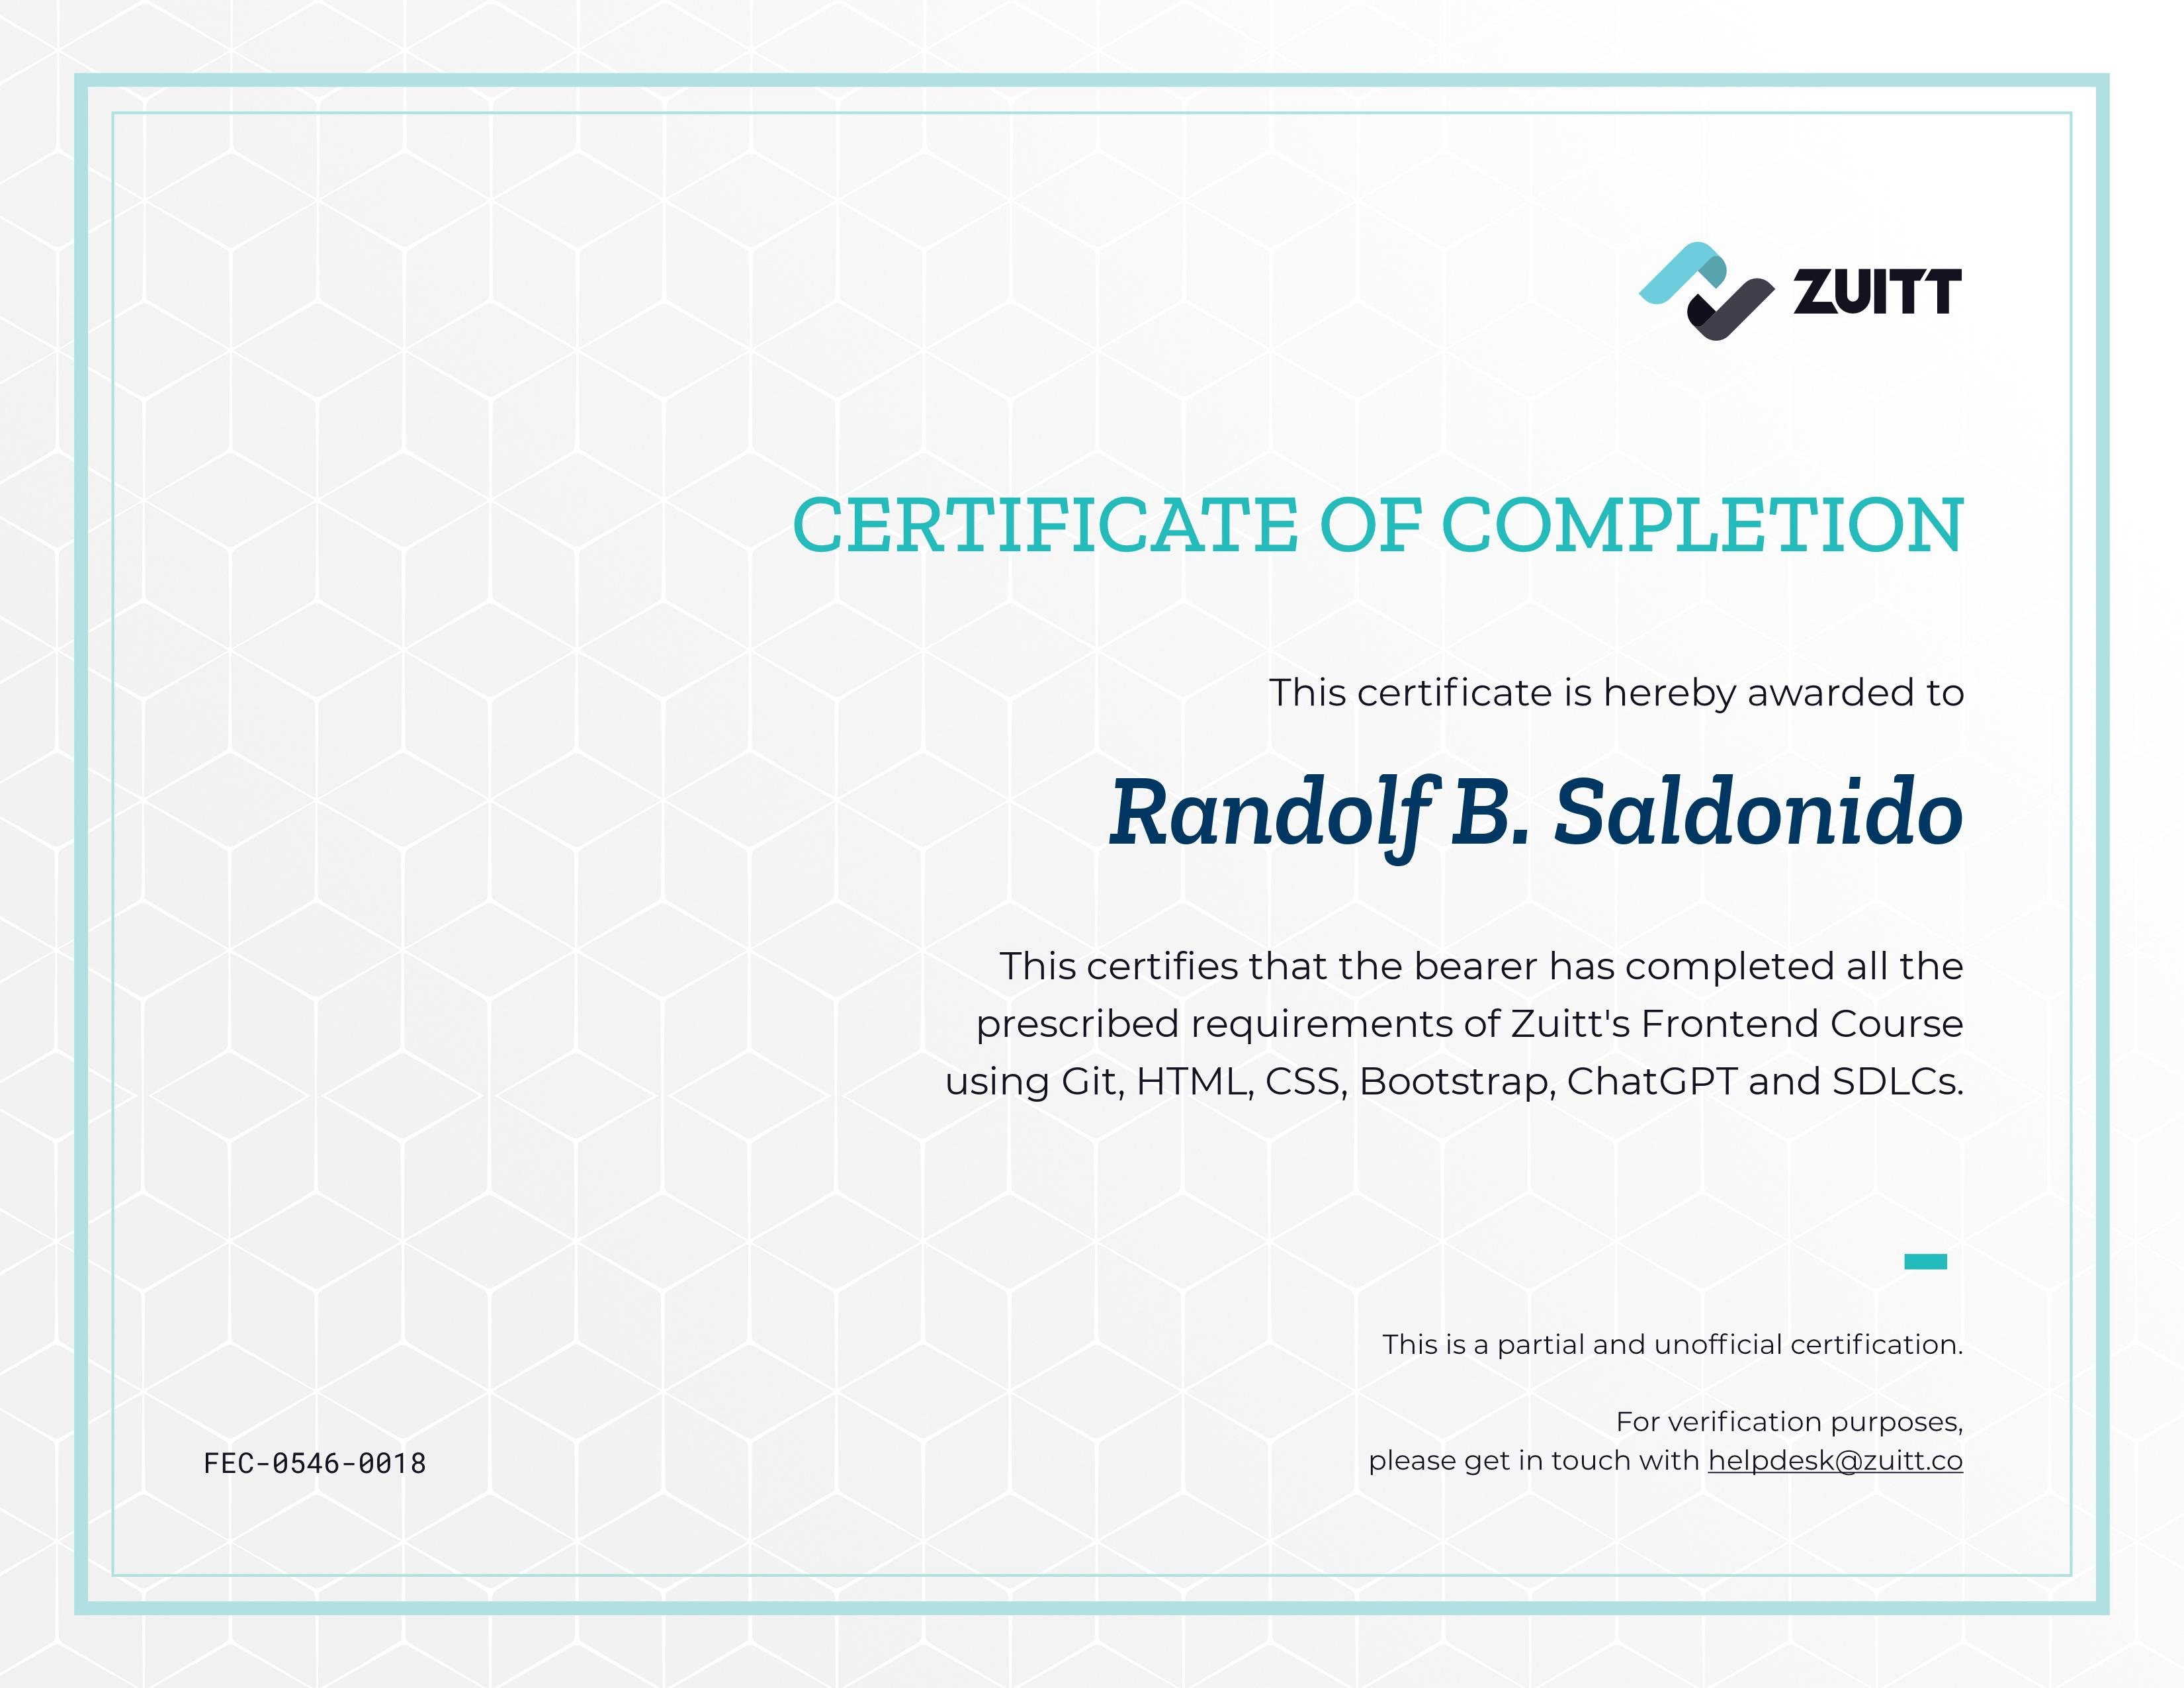 ZUITT
CERTIFICATE OF COMPLETION
This certificate is hereby awarded to
Randolf B. Saldonido
This certifies that the bearer has completed all the
prescribed requirements of Zuitt's Frontend Course
using Git, HTML, CSS, Bootstrap, ChatGPT and SDLCs.
This is a partial and unofficial certification.
For verification purposes,
please get in touch with helpdesk@zuitt.co
FEC-0546-0018